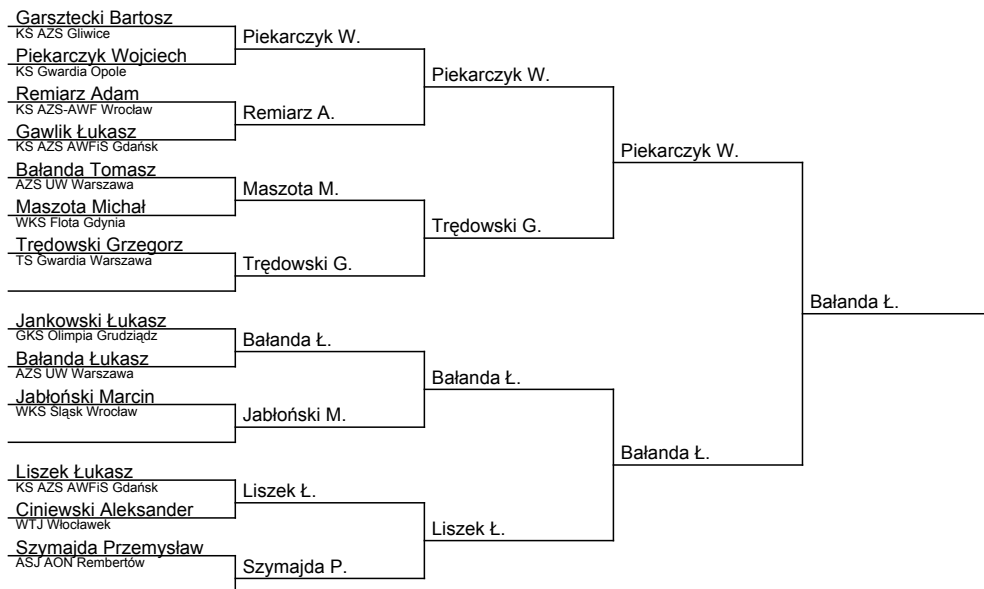 Garsztecki Bartosz
KS AZS Gliwice
Piekarczyk Wojciech
KS Gwardia Opole
Remiarz Adam
KS AZS-AWF Wrocław
Gawlik Łukasz
KS AZS AWFiS Gdańsk
Bałanda Tomasz
AZS UW Warszawa
Maszota Michał
WKS Flota Gdynia
Trędowski Grzegorz
TS Gwardia Warszawa
Jankowski Łukasz
GKS Olimpia Grudziądz
Bałanda Łukasz
AZS UW Warszawa
Jabłoński Marcin
WKS Śląsk Wrocław
Liszek Łukasz
KS AZS AWFiS Gdańsk
Ciniewski Aleksander
WTJ Włocławek
Szymajda Przemysław
ASJ AON Rembertów
Piekarczyk W.
Remiarz A.
Maszota M.
Trędowski G.
Bałanda Ł.
Jabłoński M.
Liszek Ł.
Szymajda P.
Piekarczyk W.
Trędowski G.
Bałanda Ł.
Liszek Ł.
Piekarczyk W.
Bałanda Ł.
Bałanda Ł.